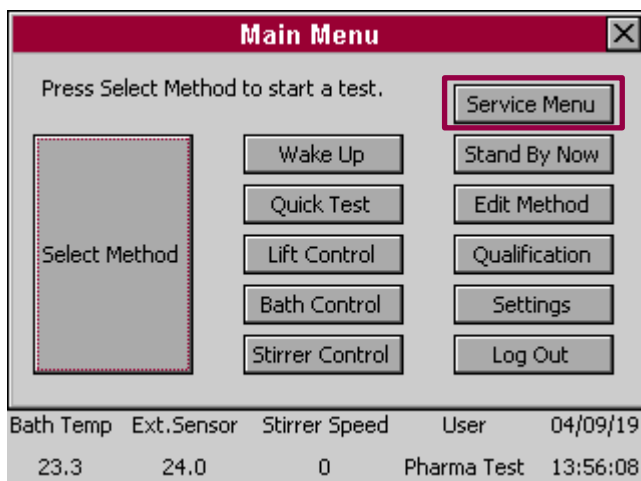 Main Menu
Press Select Method to start a test.
Service Menu
Wake Up
Stand By Now
Quick Test
Edit Method
Select Method
Lift Control
Qualification
Bath Control
Settings
Stirrer Control
Log Out
Bath Temp Ext.Sensor Stirrer Speed User 04/09/19
23.3 24.0 0 Pharma Test 13:56:08